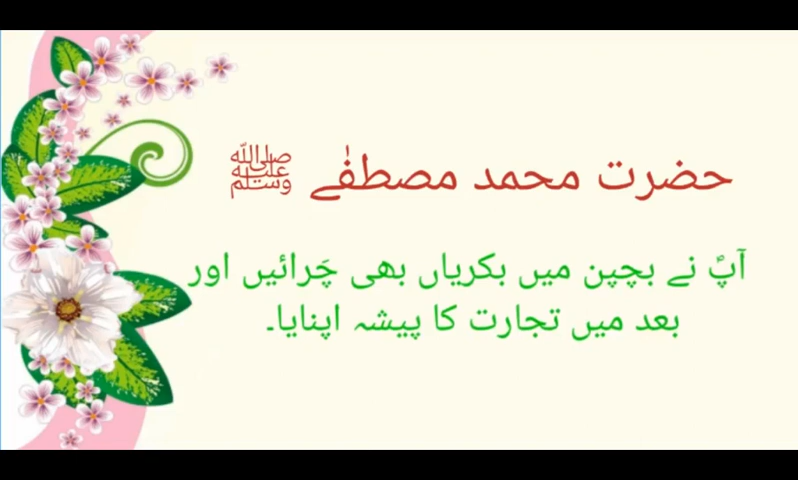 حضرت محمد مصطفٰے ﷺ
آپؐ نے بچپن میں بکریاں بھی چَرائیں اور
بعد میں تجارت کا پیشہ اپنایا۔